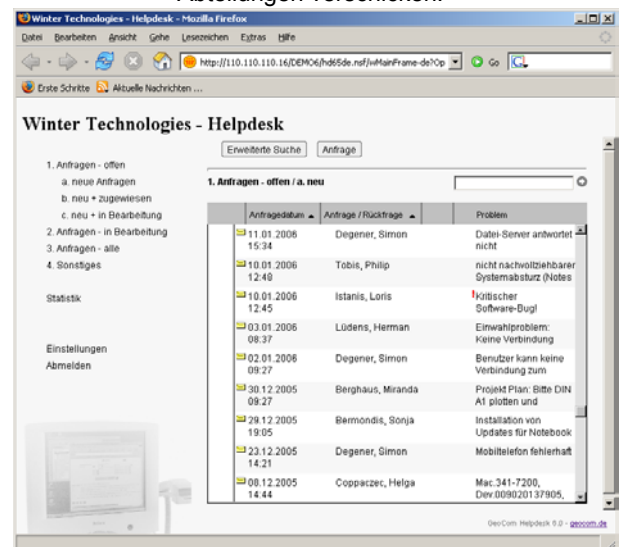 Abteilungen verschicken.
Winter Technologies - Helpdesk - Mozilla Firefox
Datei Bearbeiten Ansicht Gehe Lesezeichen Extras Hilfe
http://110.110.110.16/DEMO6/hd65de.nsf/wMainFrame-de?Op Go
Erste Schritte Aktuelle Nachrichten ...
Winter Technologies - Helpdesk
Erweiterte Suche Anfrage
1. Anfragen - offen
a. neue Anfragen
b. neu + zugewiesen
c. neu + in Bearbeitung
2. Anfragen - in Bearbeitung
3. Anfragen - alle
4. Sonstiges
Statistik
Einstellungen
Abmelden
1. Anfragen - offen / a. neu
Anfragedatum Anfrage / Rückfrage Problem
11.01.2006 Degener, Simon Datei-Server antwortet
15:34 nicht
10.01.2006 Tobis, Philip nicht nachvollziehbarer
12:48 Systemabsturz (Notes
10.01.2006 Istanis, Loris Kritischer
12:45 Software-Bug!
03.01.2006 Lüdens, Herman Einwahlproblem:
08:37 Keine Verbindung
02.01.2006 Degener, Simon Benutzer kann keine
09:27 Verbindung zum
30.12.2005 Berghaus, Miranda Projekt Plan: Bitte DIN
09:27 A1 plotten und
29.12.2005 Bermondis, Sonja Installation von
19:05 Updates für Notebook
23.12.2005 Degener, Simon Mobiltelefon fehlerhaft
14:21
08.12.2005 Coppaczec, Helga Mac.341-7200,
14:44 Dev.009020137905,
GeoCom Helpdesk 6.0 - geocom.de